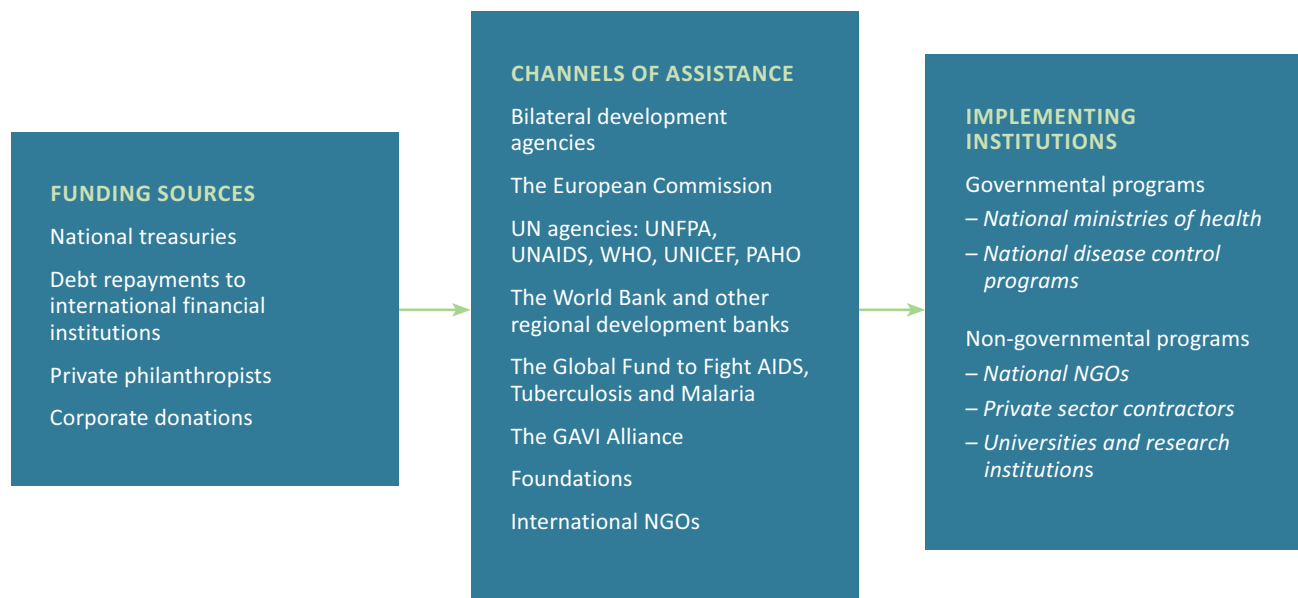 FUNDING SOURCES
National treasuries
Debt repayments to
international financial
institutions
Private philanthropists
Corporate donations
CHANNELS OF ASSISTANCE
Bilateral development
agencies
The European Commission
UN agencies: UNFPA,
UNAIDS, WHO, UNICEF, PAHO
The World Bank and other
regional development banks
The Global Fund to Fight AIDS,
Tuberculosis and Malaria
The GAVI Alliance
Foundations
International NGOs
IMPLEMENTING
INSTITUTIONS
Governmental programs
– National ministries of health
– National disease control
programs
Non-governmental programs
– National NGOs
– Private sector contractors
– Universities and research
institutions